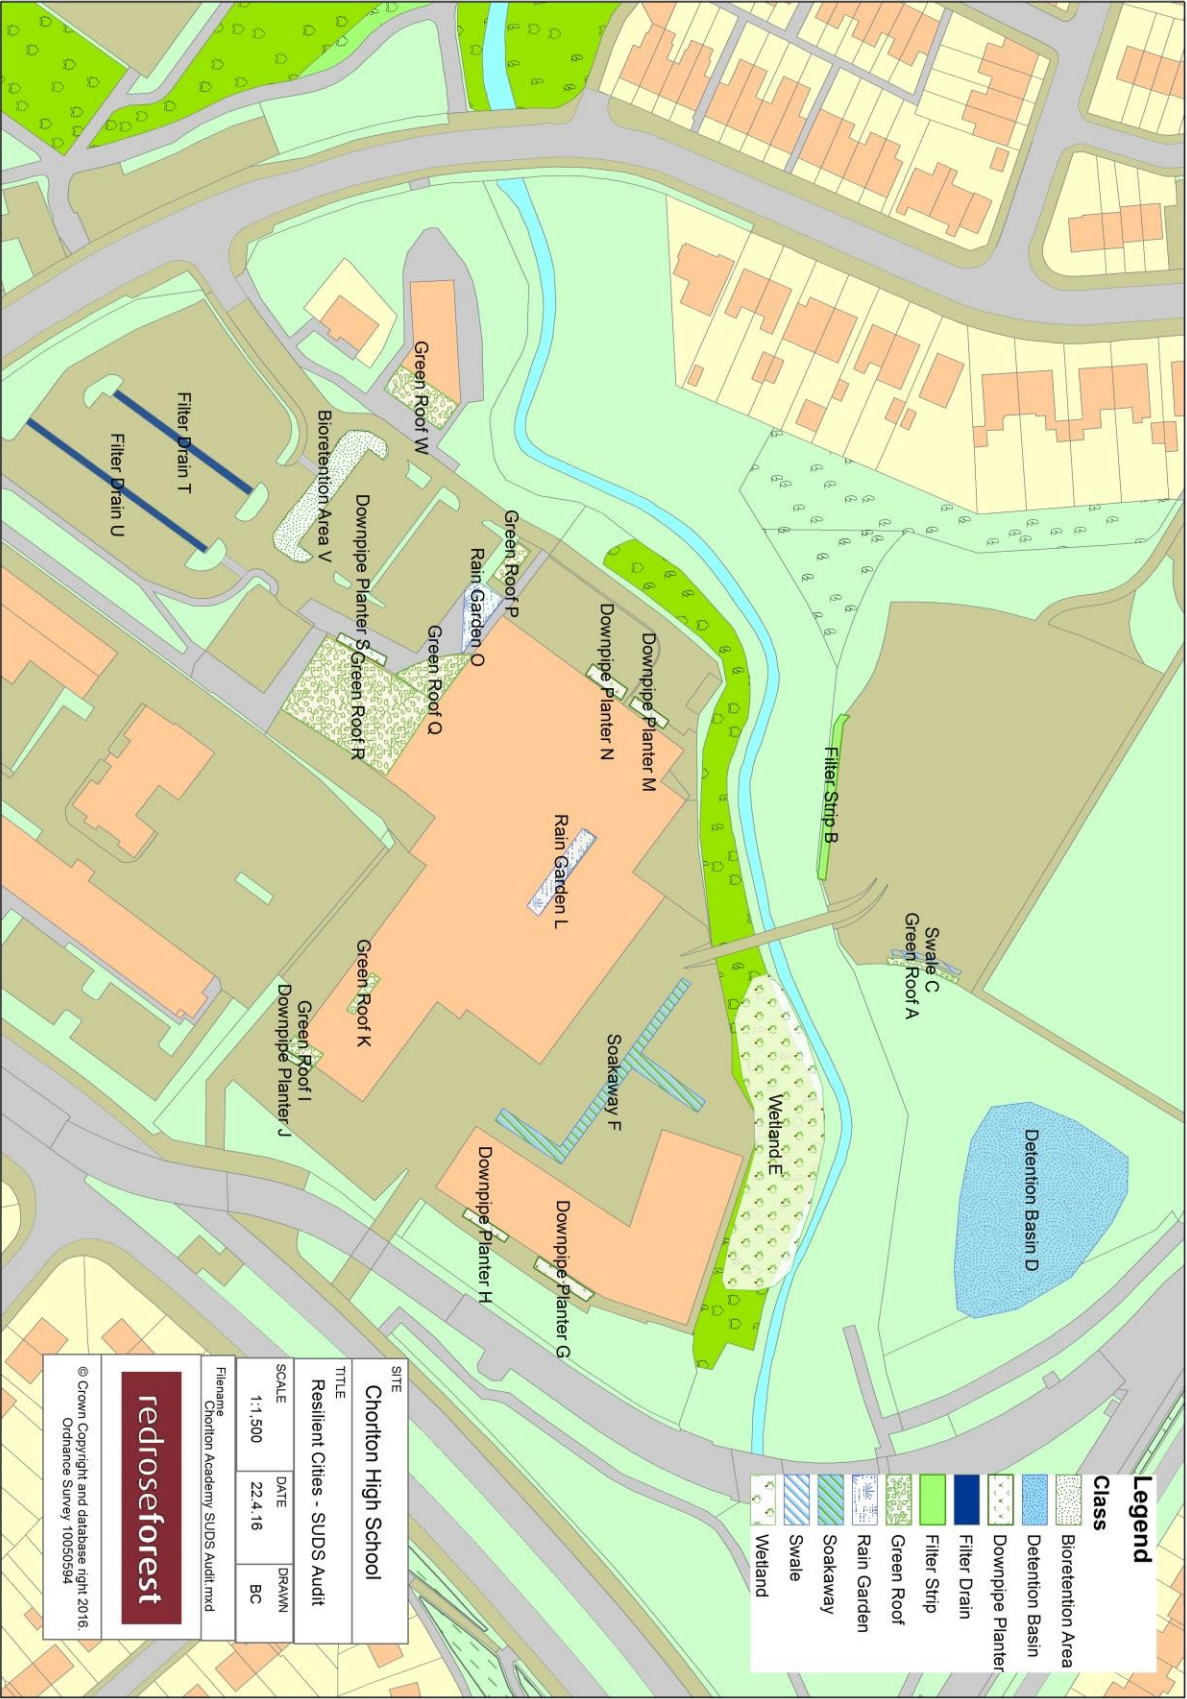 Legend
Class
Bioretention Area
Detention Basin
Downpipe Planter
Filter Drain
Filter Strip
Green Roof
Rain Garden
Soakaway
Swale
Wetland
Swale C
Green Roof A
Detention Basin D
Filter Strip B
Wetland E
Downpipe Planter M
Downpipe Planter N
Soakaway F
Green Roof P
Rain Garden O
Rain Garden L
Downpipe Planter G
Downpipe Planter H
Green Roof W
Green Roof Q
Downpipe Planter S
Green Roof R
Green Roof K
Bioretention Area V
Green Roof I
Downpipe Planter J
Filter Drain T
Filter Drain U
SITE
Chorlton High School
TITLE
Resilient Cities - SUDS Audit
SCALE
1:1,500
DATE
22.4.16
DRAWN
BC
Filename
Chorlton Academy SUDS Audit.mxd
redroseforest
© Crown Copyright and database right 2016.
Ordnance Survey 10050594